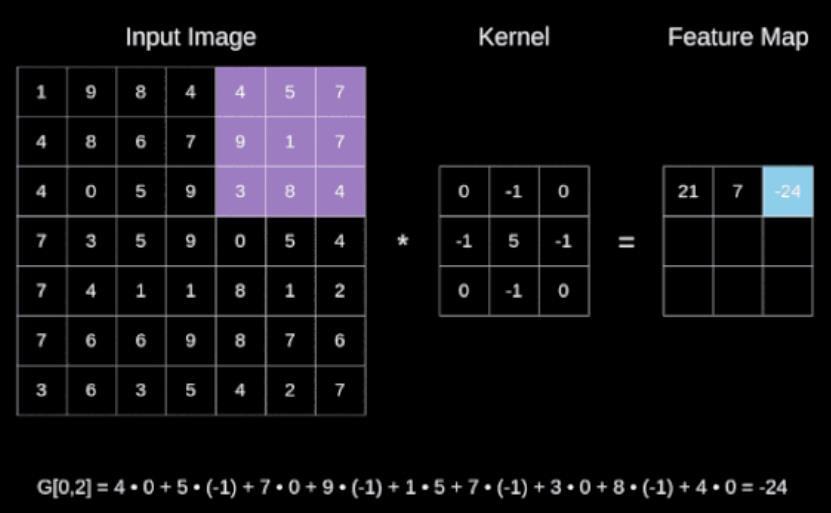 Input Image Kernel Feature Map
1 9 8 4 4 5 7
4 8 6 7 9 1 7
4 0 5 9 3 8 4 0 -1 0 21 7 -24
7 3 5 9 0 5 4 * -1 5 -1 =
7 4 1 1 8 1 2 0 -1 0
7 6 6 9 8 7 6
3 6 3 5 4 2 7
G[0,2] = 4 • 0 + 5 • (-1) + 7 • 0 + 9 • (-1) + 1 • 5 + 7 • (-1) + 3 • 0 + 8 • (-1) + 4 • 0 = -24